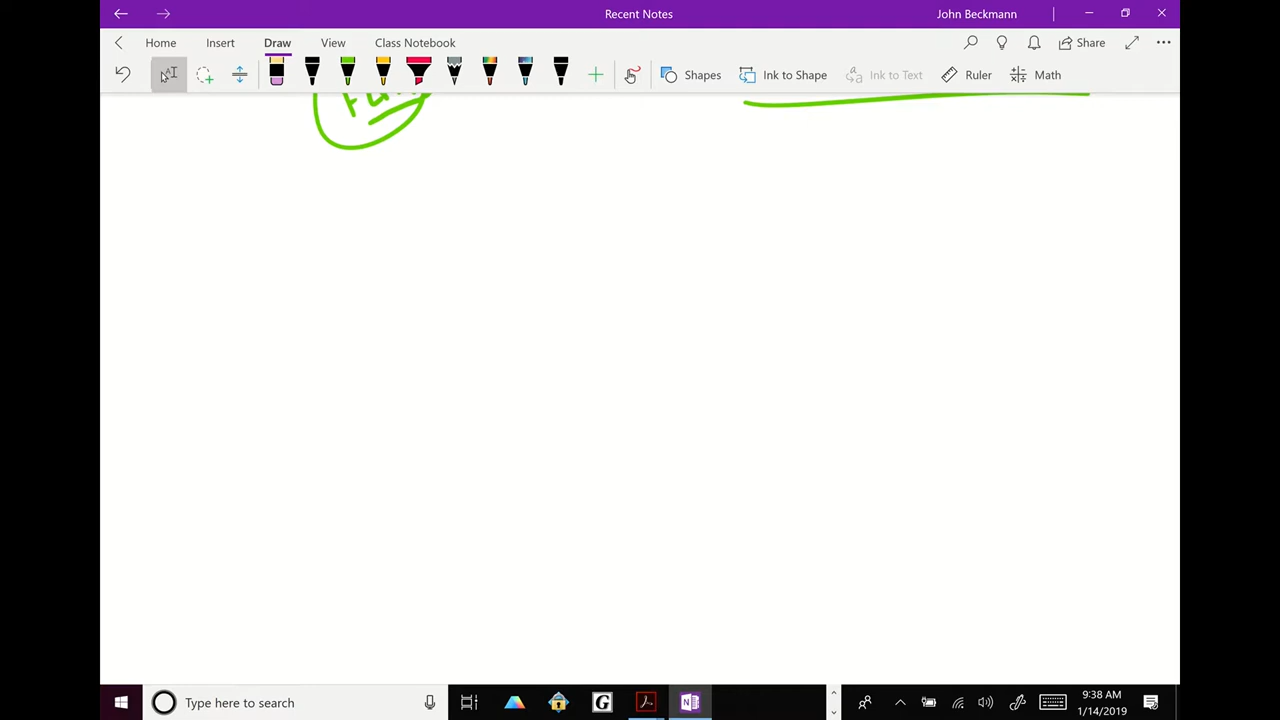 Recent Notes
John Beckmann
Home Insert Draw View Class Notebook
Share
Shapes Ink to Shape Ink to Text Ruler Math
Type here to search
G
9:38 AM
1/14/2019